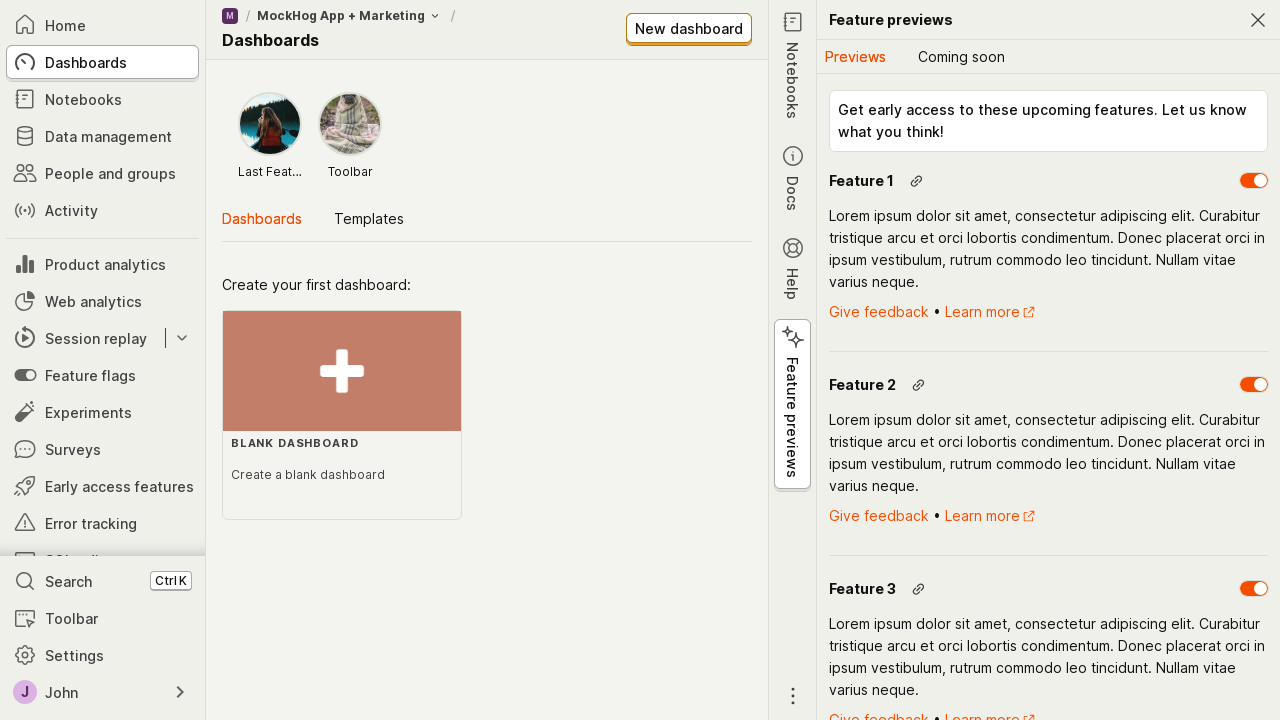 Home
Dashboards
Notebooks
Data management
People and groups
Activity
Product analytics
Web analytics
Session replay
Feature flags
Experiments
Surveys
Early access features
Error tracking
Search Ctrl K
Toolbar
Settings
J John
M / MockHog App + Marketing /
Dashboards
New dashboard
Last Feat...
Toolbar
Dashboards Templates
Create your first dashboard:
BLANK DASHBOARD
Create a blank dashboard
Notebooks
Docs
Help
Feature previews
Feature previews
Previews Coming soon
Get early access to these upcoming features. Let us know
what you think!
Feature 1
Lorem ipsum dolor sit amet, consectetur adipiscing elit. Curabitur
tristique arcu et orci lobortis condimentum. Donec placerat orci in
ipsum vestibulum, rutrum commodo leo tincidunt. Nullam vitae
varius neque.
Give feedback • Learn more
Feature 2
Lorem ipsum dolor sit amet, consectetur adipiscing elit. Curabitur
tristique arcu et orci lobortis condimentum. Donec placerat orci in
ipsum vestibulum, rutrum commodo leo tincidunt. Nullam vitae
varius neque.
Give feedback • Learn more
Feature 3
Lorem ipsum dolor sit amet, consectetur adipiscing elit. Curabitur
tristique arcu et orci lobortis condimentum. Donec placerat orci in
ipsum vestibulum, rutrum commodo leo tincidunt. Nullam vitae
varius neque.
Give feedback • Learn more